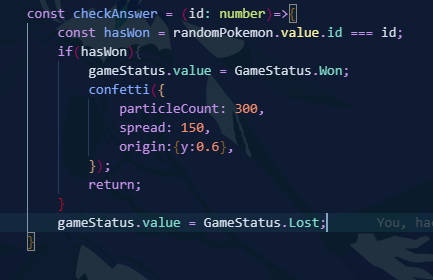 const checkAnswer = (id: number)=>{
const hasWon = randomPokemon.value.id === id;
if(hasWon){
gameStatus.value = GameStatus.Won;
confetti({
particleCount: 300,
spread: 150,
origin:{y:0.6},
});
return;
}
gameStatus.value = GameStatus.Lost; You, ha
}